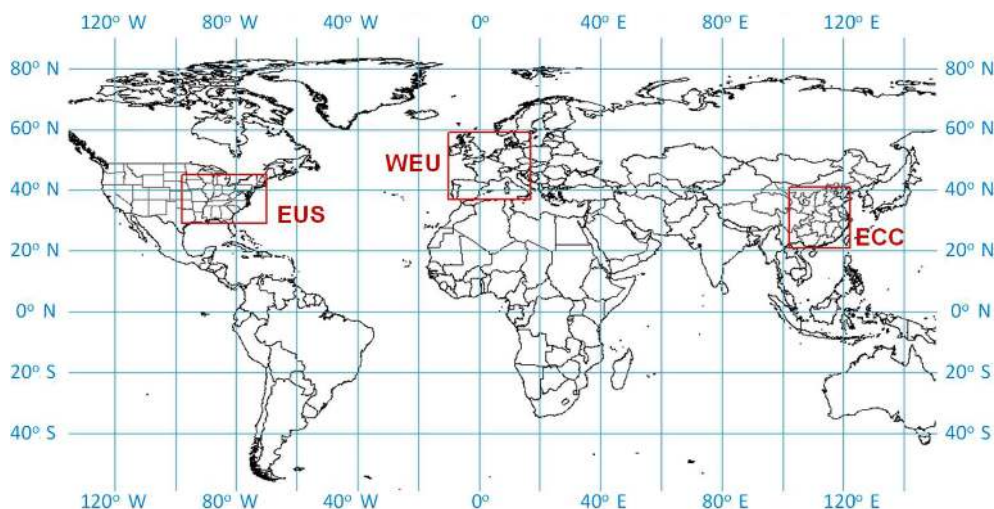 120° W 80° W 40° W 0° 40° E 80° E 120° E
80° N 80° N
60° N 60° N
WEU
40° N 40° N
EUS
ECC
20° N 20° N
0° N 0° N
20° S 20° S
40° S 40° S
120° W 80° W 40° W 0° 40° E 80° E 120° E